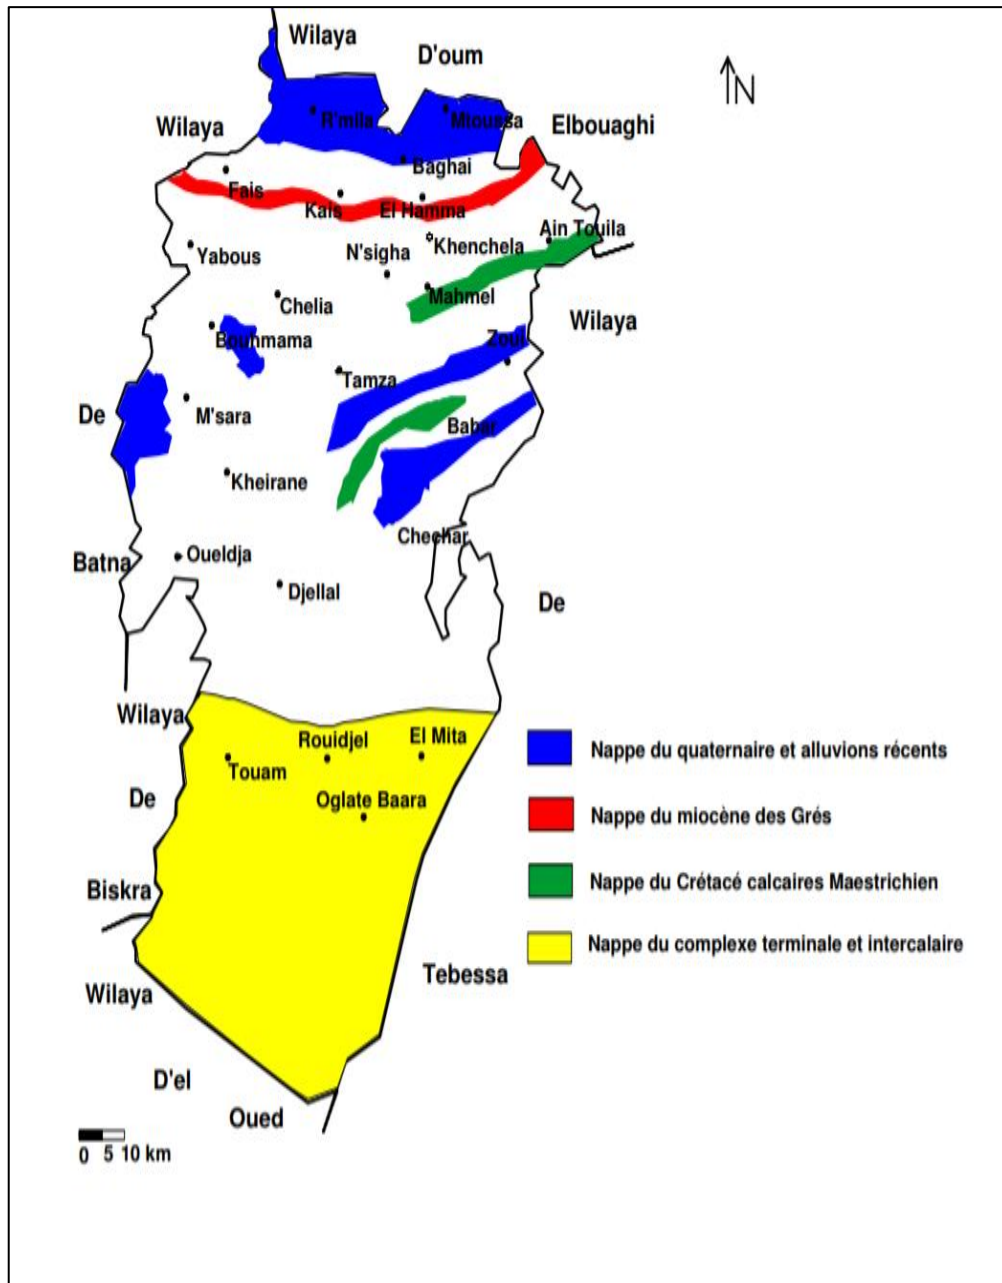 Wilaya
D'oum
N
Wilaya
Elbouaghi
R'mila
Mtoussa
Baghai
Fais
Kais
El Hamma
Ain Touila
Yabous
N'sigha
Khenchela
Chelia
Mahmel
Wilaya
Bouhmama
Zoui
Tamza
De
M'sara
Babar
Kheirane
Chechar
Batna
Oueldja
Djellal
De
Wilaya
Rouidjel
El Mita
Touam
De
Oglate Baara
Biskra
Tebessa
Wilaya
D'el
Oued
0 5 10 km
Nappe du quaternaire et alluvions récents
Nappe du miocène des Grés
Nappe du Crétacé calcaires Maestrichien
Nappe du complexe terminale et intercalaire